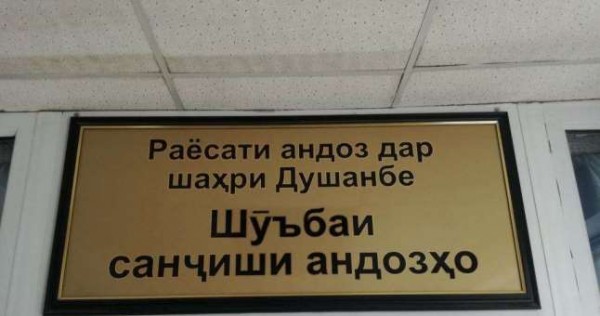 Раёсати андоз дар
шаҳри Душанбе
Шӯъбаи
санҷиши андозҳо